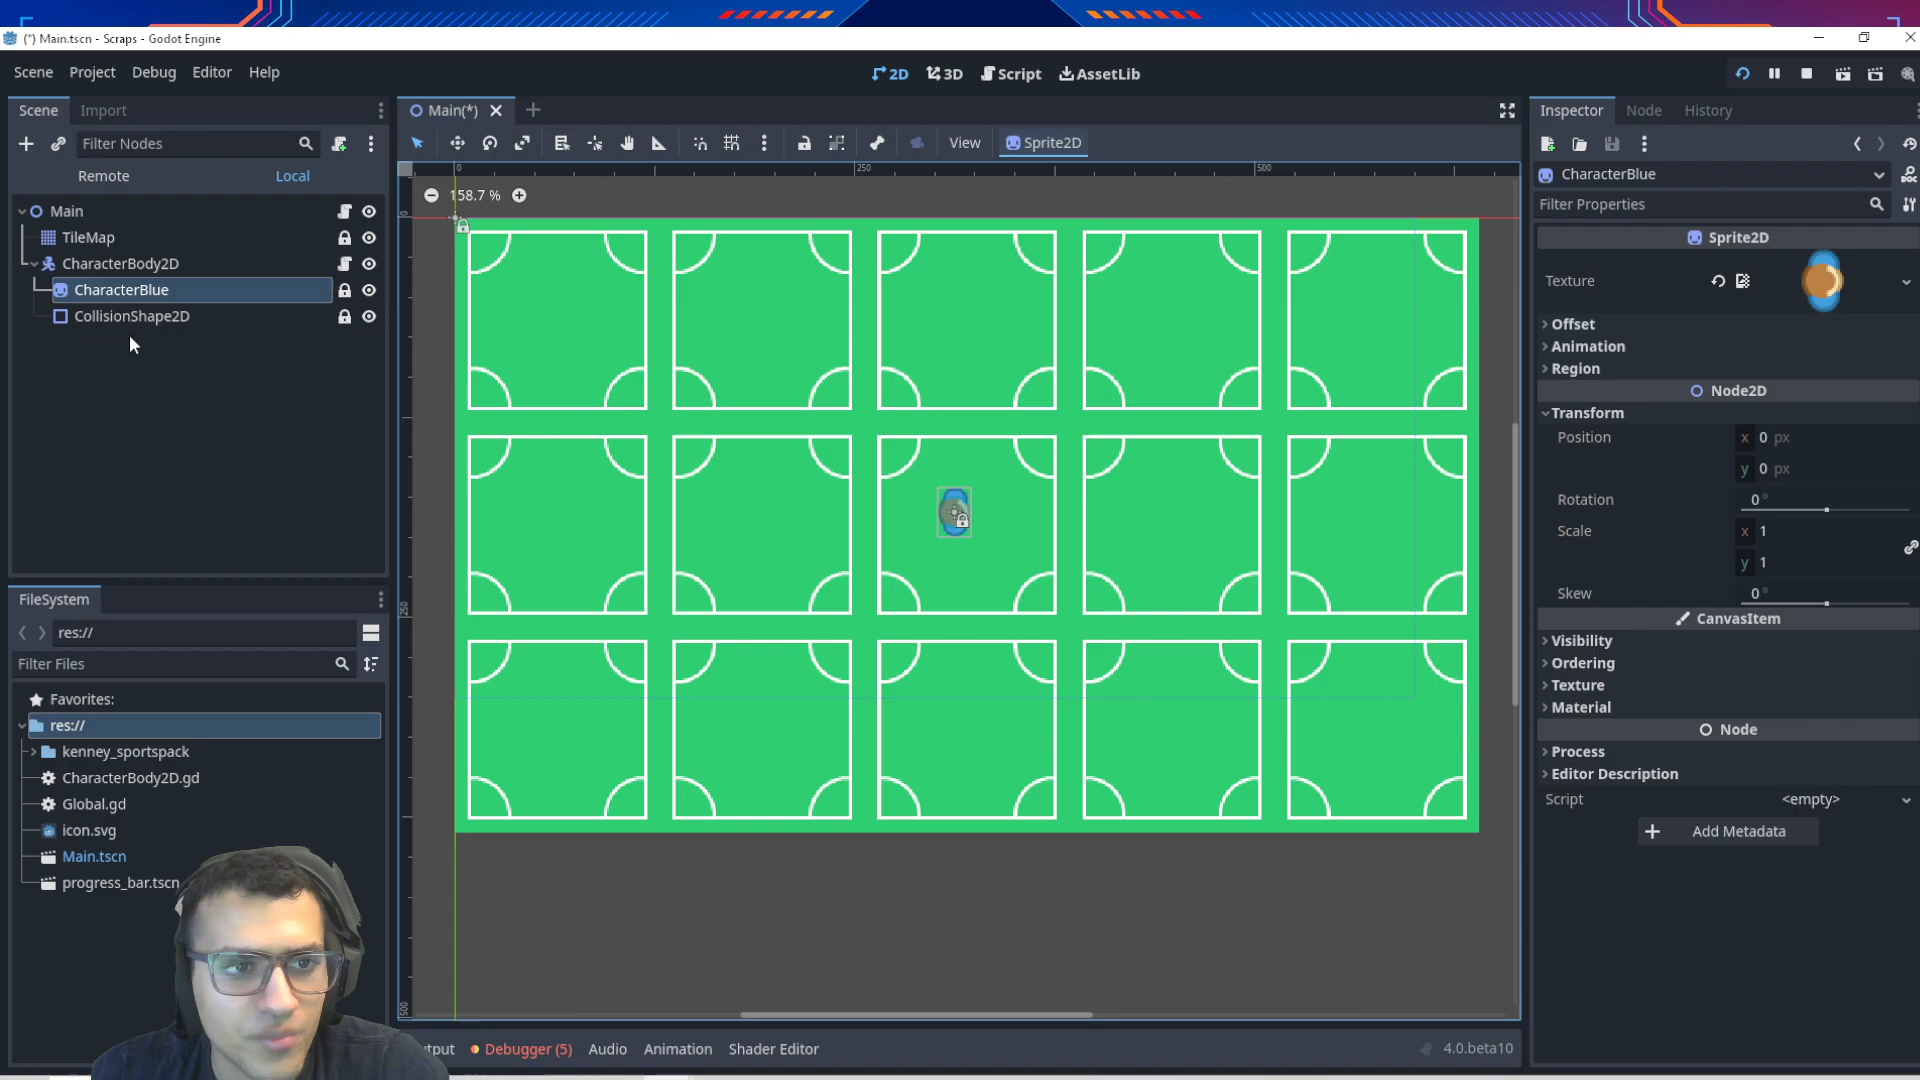 (*) Main.tscn - Scraps - Godot Engine
Scene Project Debug Editor Help
2D 3D Script AssetLib
Scene Import
Main(*)
Inspector Node History
Filter Nodes
View Sprite2D
Remote Local
CharacterBlue
0 250 500
158.7 %
Filter Properties
Main
TileMap
CharacterBody2D
CharacterBlue
CollisionShape2D
0
250
500
Sprite2D
Texture
Offset
Animation
Region
Node2D
Transform
Position x 0 px
y 0 px
Rotation 0 °
Scale x 1
y 1
Skew 0 °
CanvasItem
Visibility
Ordering
Texture
Material
Node
Process
Editor Description
Script <empty>
Add Metadata
FileSystem
res://
Filter Files
Favorites:
res://
kenney_sportspack
CharacterBody2D.gd
Global.gd
icon.svg
Main.tscn
progress_bar.tscn
tput Debugger (5) Audio Animation Shader Editor
4.0.beta10